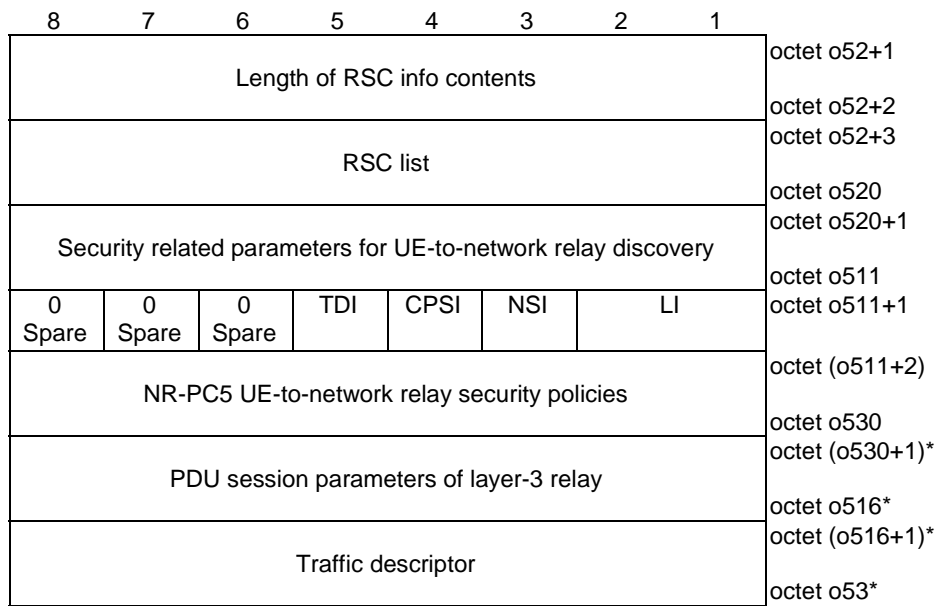 8 7 6 5 4 3 2 1
octet o52+1
Length of RSC info contents
octet o52+2
octet o52+3
RSC list
octet o520
octet o520+1
Security related parameters for UE-to-network relay discovery
octet o511
0 0 0 TDI CPSI NSI LI octet o511+1
Spare Spare Spare
octet (o511+2)
NR-PC5 UE-to-network relay security policies
octet o530
octet (o530+1)*
PDU session parameters of layer-3 relay
octet o516*
octet (o516+1)*
Traffic descriptor
octet o53*